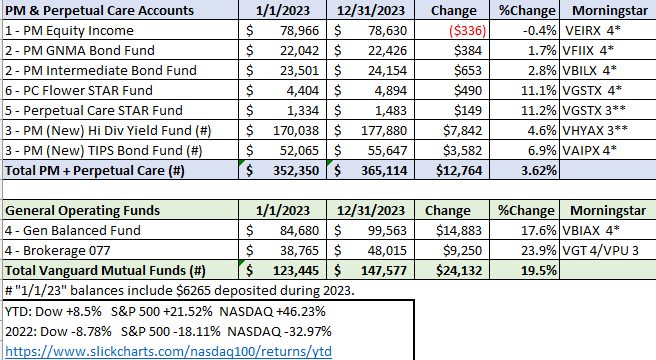 PM & Perpetual Care Accounts 1/1/2023 12/31/2023 Change %Change Morningstar
1 - PM Equity Income $ 78,966 $ 78,630 ($336) -0.4% VEIRX 4*
2 - PM GNMA Bond Fund $ 22,042 $ 22,426 $384 1.7% VFIIX 4*
2 - PM Intermediate Bond Fund $ 23,501 $ 24,154 $653 2.8% VBILX 4*
6 - PC Flower STAR Fund $ 4,404 $ 4,894 $490 11.1% VGSTX 4*
5 - Perpetual Care STAR Fund $ 1,334 $ 1,483 $149 11.2% VGSTX 3**
3 - PM (New) Hi Div Yield Fund (#) $ 170,038 $ 177,880 $7,842 4.6% VHYAX 3**
3 - PM (New) TIPS Bond Fund (#) $ 52,065 $ 55,647 $3,582 6.9% VAIPX 4*
Total PM + Perpetual Care (#) $ 352,350 $ 365,114 $12,764 3.62%
General Operating Funds 1/1/2023 12/31/2023 Change %Change Morningstar
4 - Gen Balanced Fund $ 84,680 $ 99,563 $14,883 17.6% VBIAX 4*
4 - Brokerage 077 $ 38,765 $ 48,015 $9,250 23.9% VGT 4/VPU 3
Total Vanguard Mutual Funds (#) $ 123,445 $ 147,577 $24,132 19.5%
# "1/1/23" balances include $6265 deposited during 2023.
YTD: Dow +8.5% S&P 500 +21.52% NASDAQ +46.23%
2022: Dow -8.78% S&P 500 -18.11% NASDAQ -32.97%
https://www.slickcharts.com/nasdaq100/returns/ytd